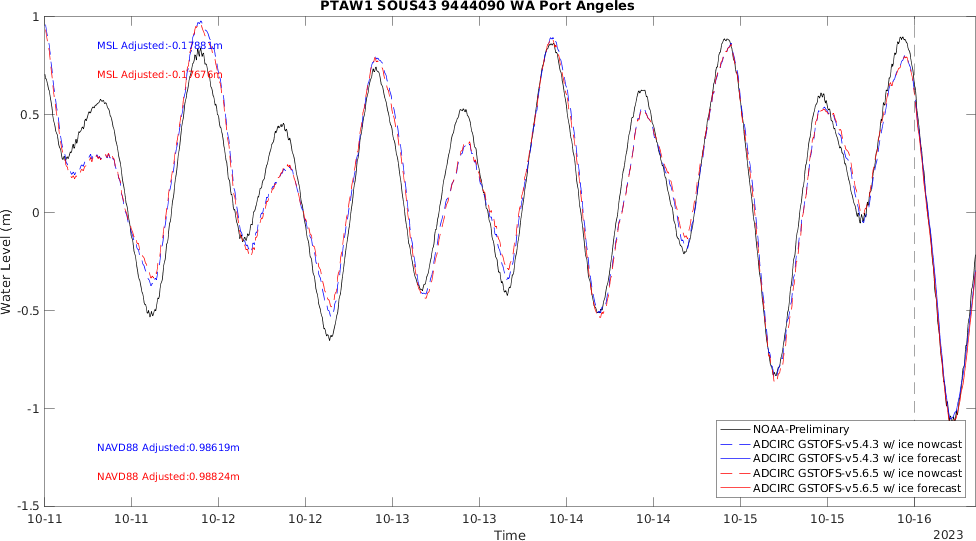 PTAW1 SOUS43 9444090 WA Port Angeles
1
MSL Adjusted:-0.17881m
MSL Adjusted:-0.17676m
0.5
0
Water Level (m)
-0.5
-1
NOAA-Preliminary
ADCIRC GSTOFS-v5.4.3 w/ ice nowcast
NAVD88 Adjusted:0.98619m
ADCIRC GSTOFS-v5.4.3 w/ ice forecast
ADCIRC GSTOFS-v5.6.5 w/ ice nowcast
NAVD88 Adjusted:0.98824m
ADCIRC GSTOFS-v5.6.5 w/ ice forecast
-1.5
10-11 10-11 10-12 10-12 10-13 10-13 10-14 10-14 10-15 10-15 10-16
Time
2023